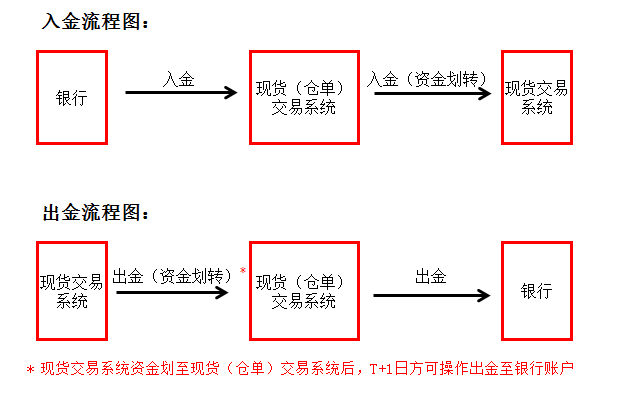 入金流程图：
银行
入金
现货（仓单）
交易系统
入金（资金划转）
现货交易
系统
出金流程图：
现货交易
系统
出金（资金划转）*
现货（仓单）
交易系统
出金
银行
* 现货交易系统资金划至现货（仓单）交易系统后，T+1日方可操作出金至银行账户